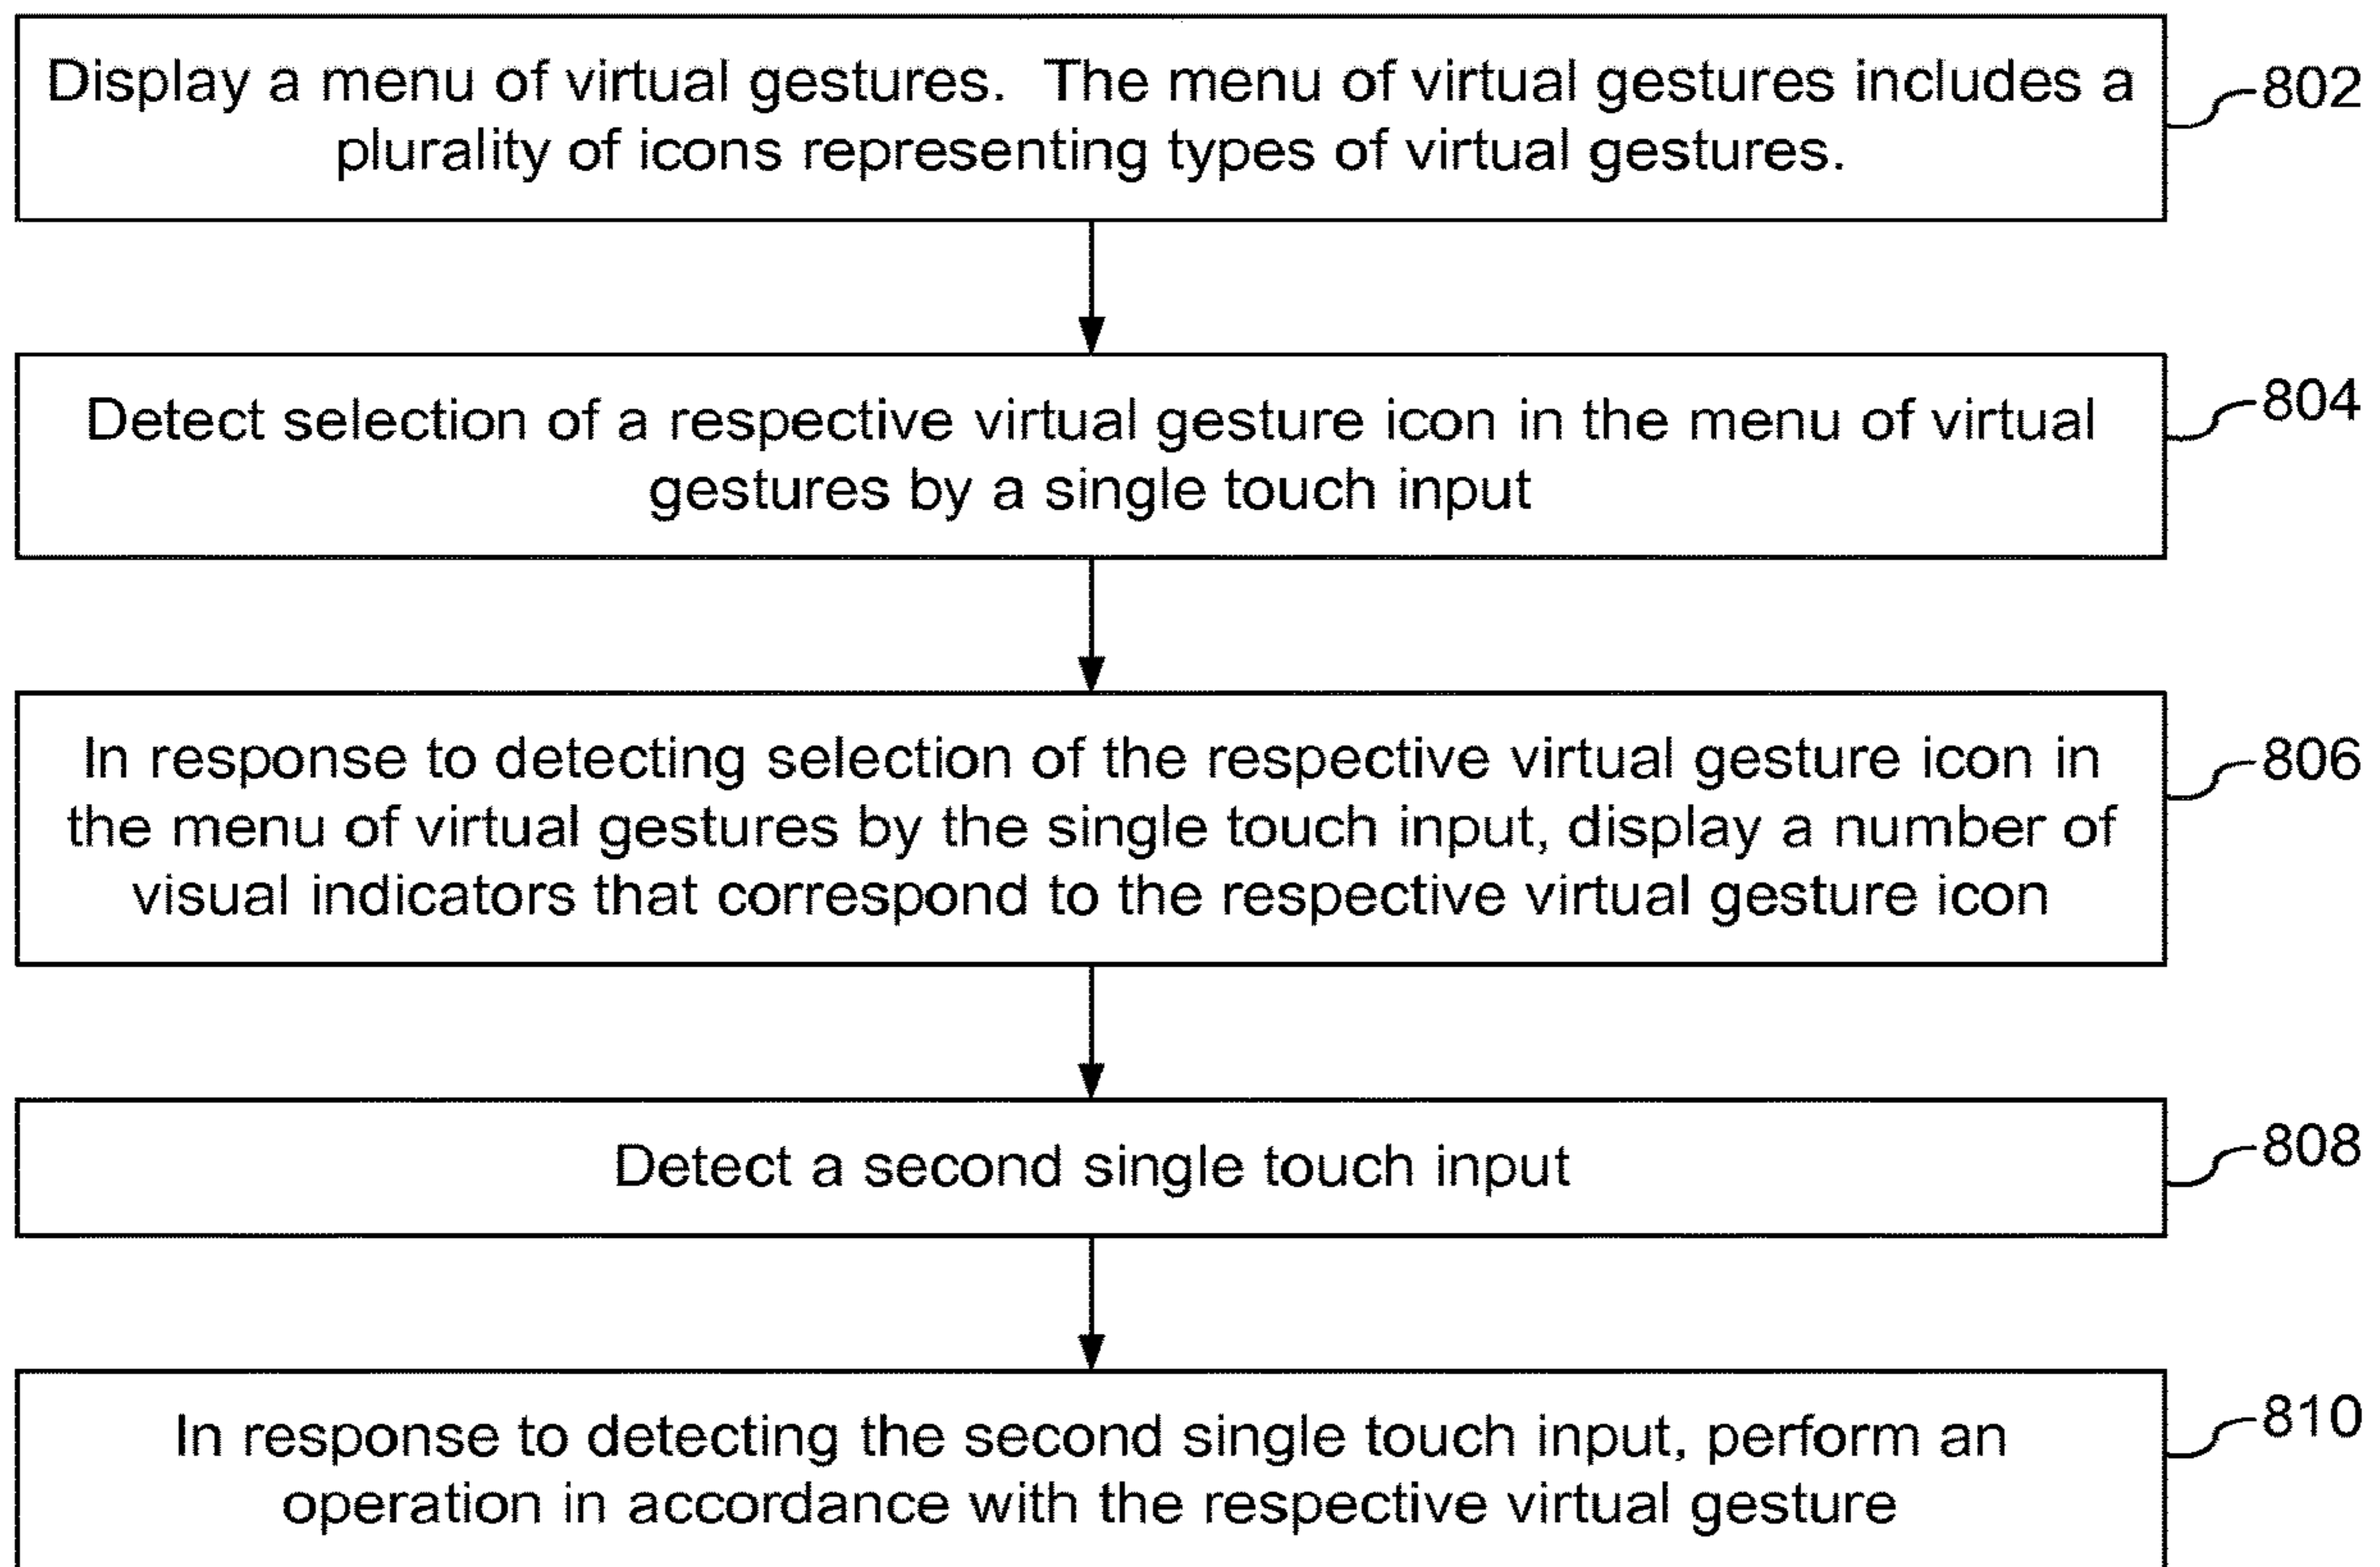 Display a menu of virtual gestures.  The menu of virtual gestures includes a
plurality of icons representing types of virtual gestures.
802
Detect selection of a respective virtual gesture icon in the menu of virtual
gestures by a single touch input
804
In response to detecting selection of the respective virtual gesture icon in
the menu of virtual gestures by the single touch input, display a number of
visual indicators that correspond to the respective virtual gesture icon
806
Detect a second single touch input
808
In response to detecting the second single touch input, perform an
operation in accordance with the respective virtual gesture
810